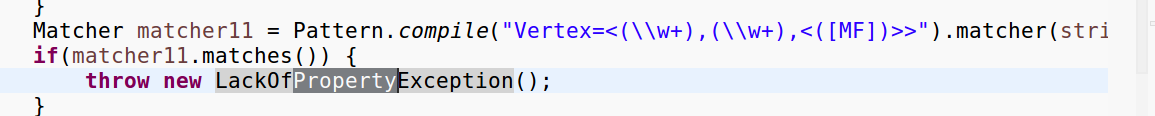 }
Matcher matcher11 = Pattern.compile("Vertex=<(\\w+),(\\w+),<([MF])>>").matcher(stri
if(matcher11.matches()) {
throw new LackOfPropertyException();
}